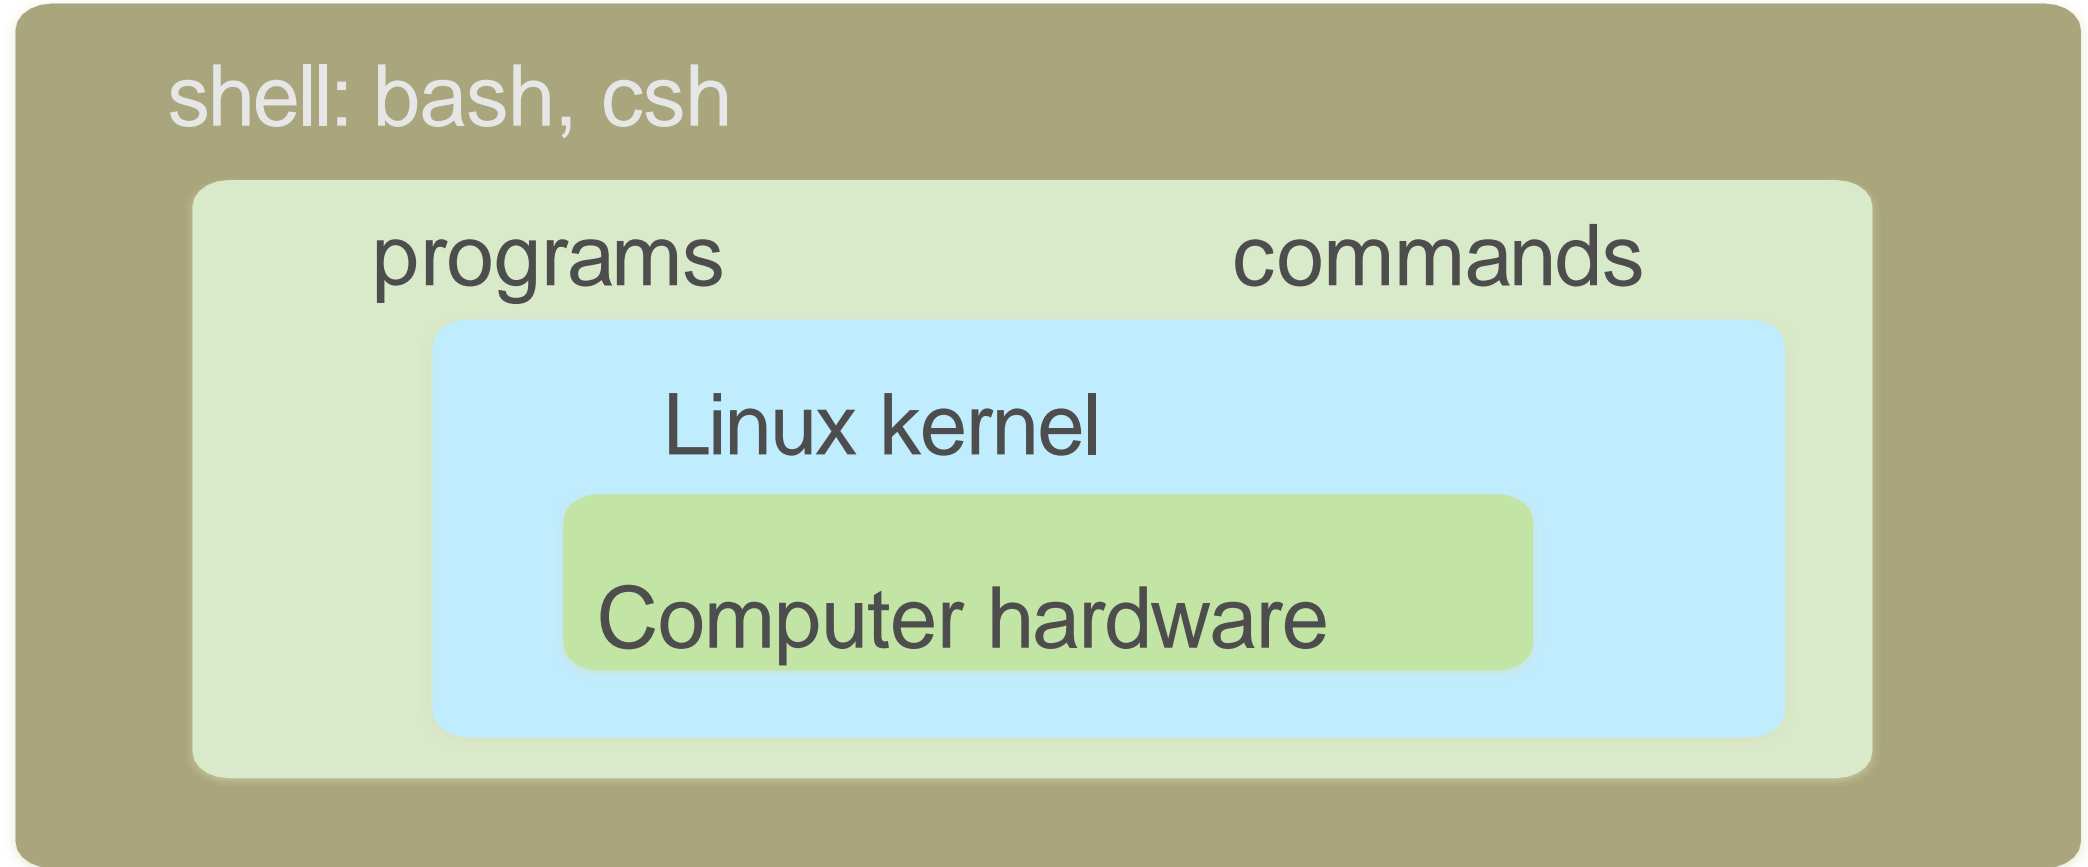 shell: bash, csh
programs commands
Linux kernel
Computer hardware